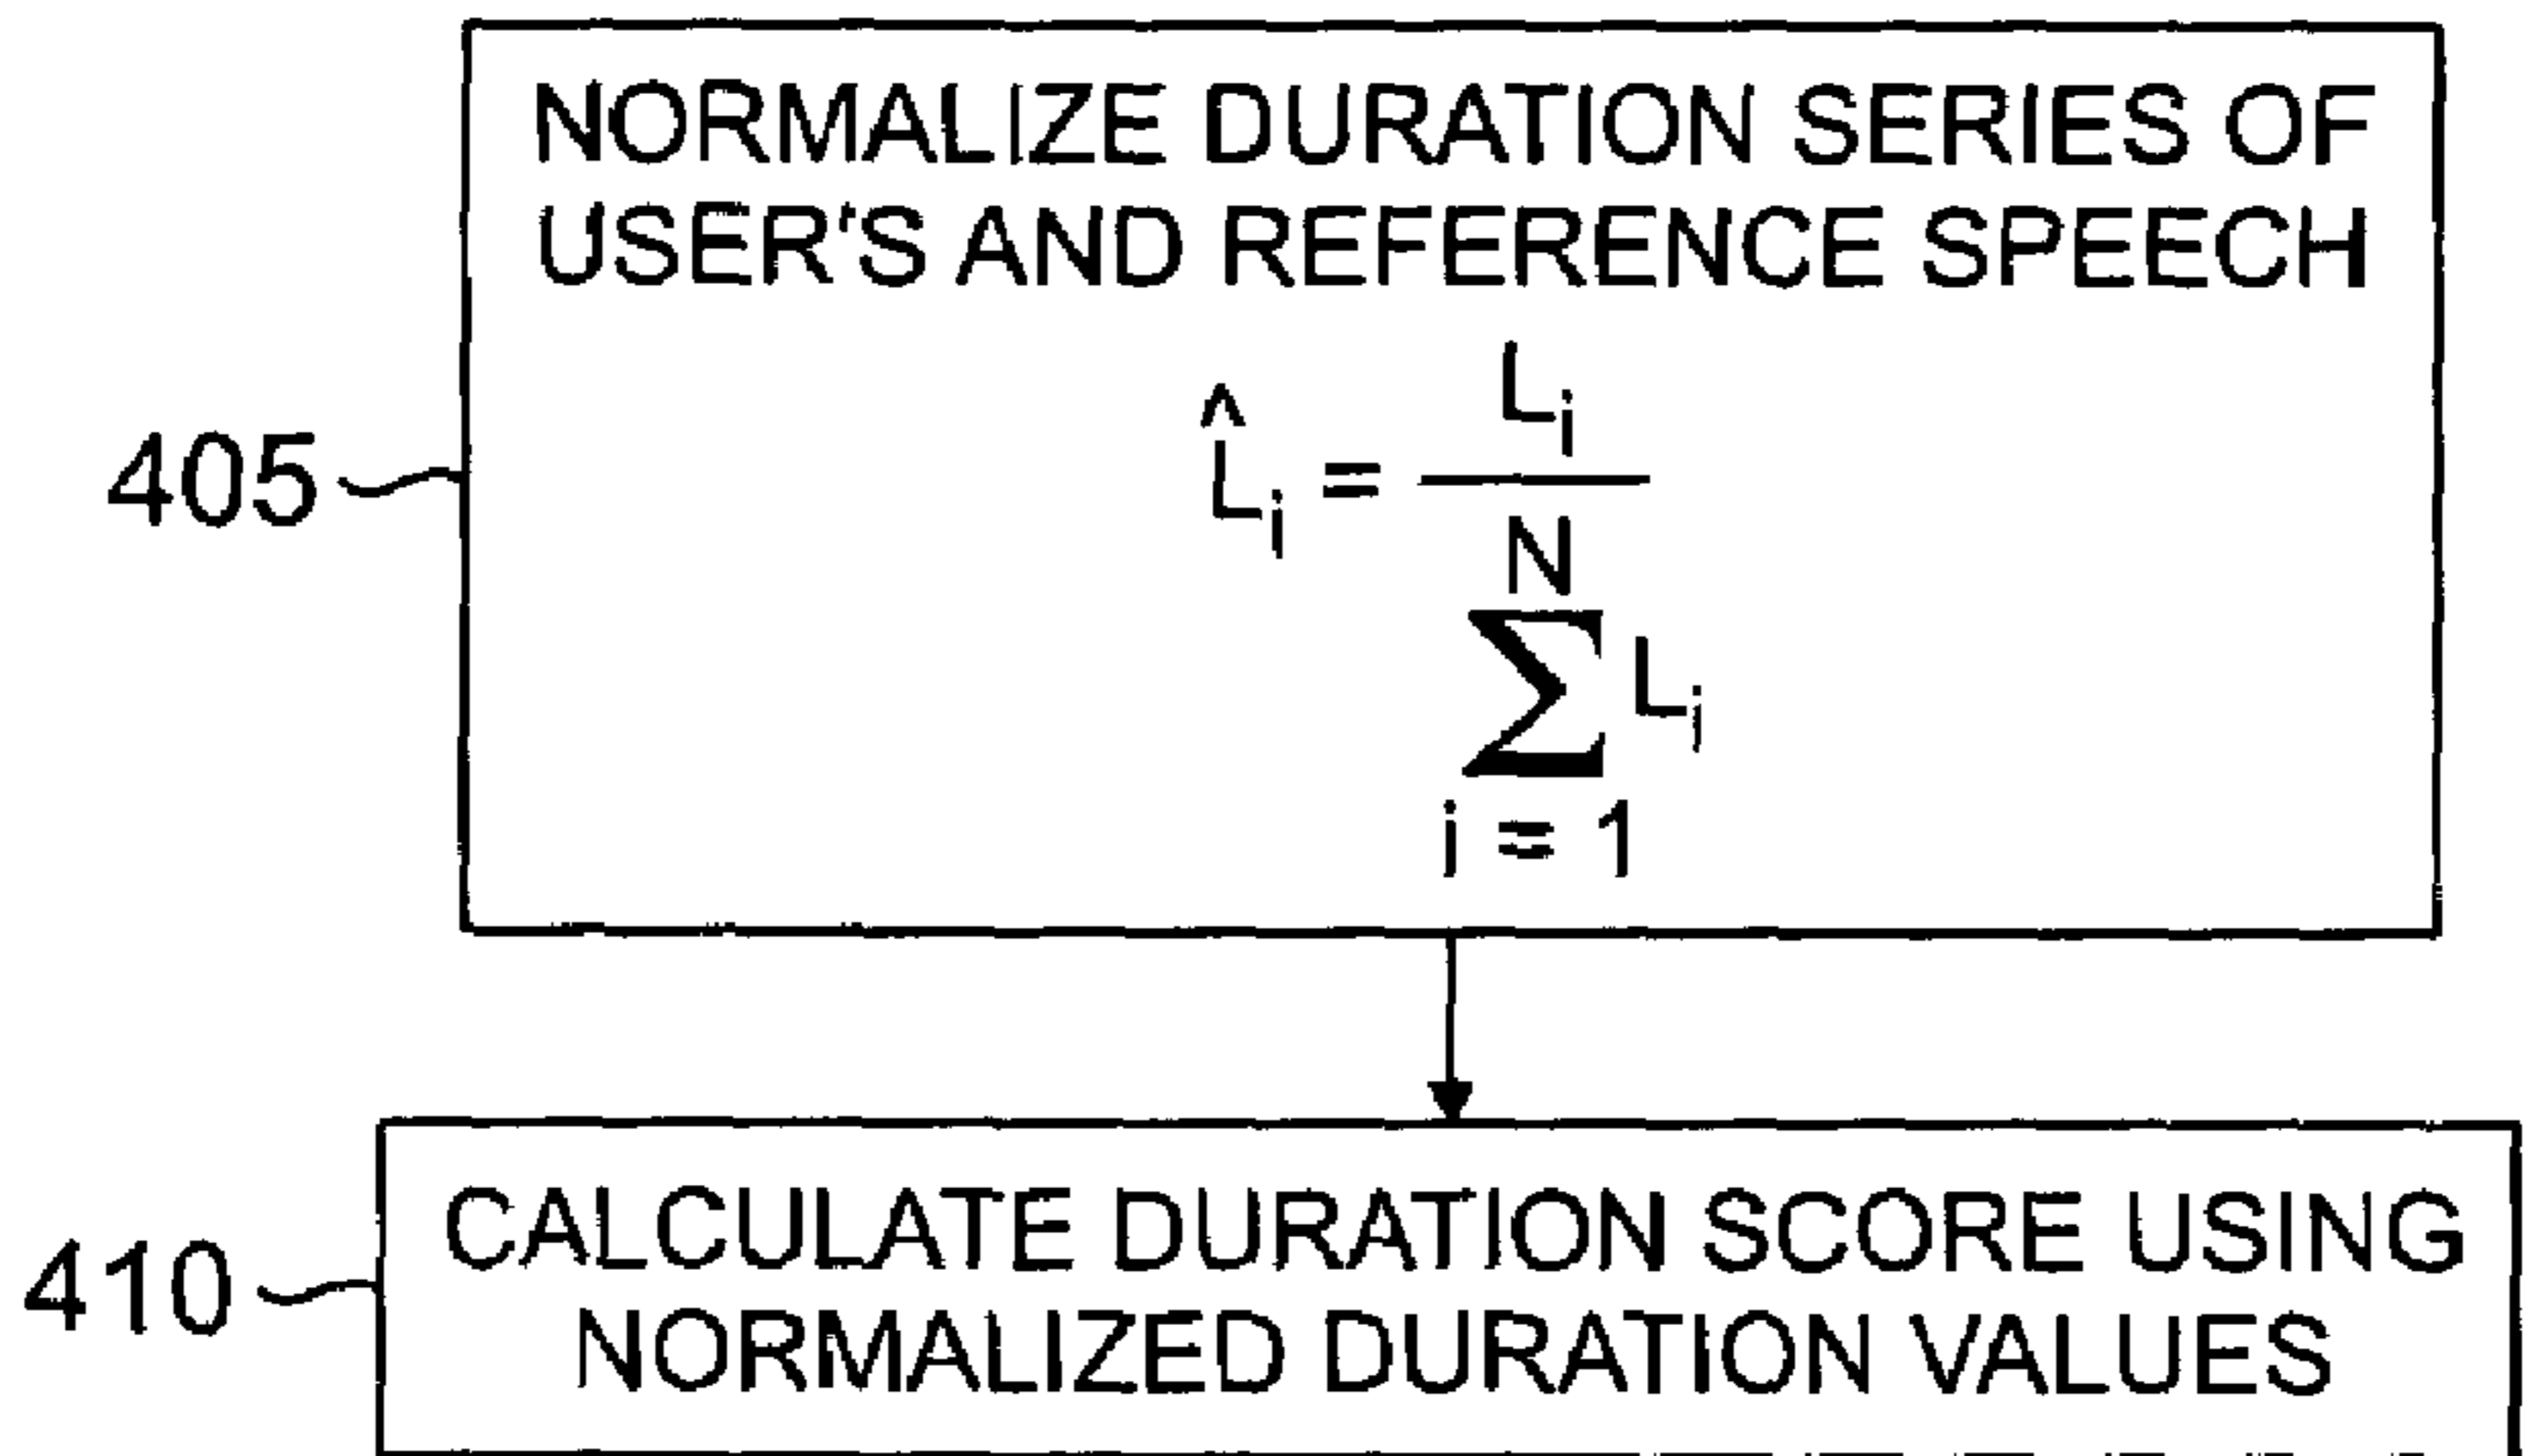 NORMALIZE DURATION SERIES OF
USER'S AND REFERENCE SPEECH
405
L̂i = Li / N ∑ i = 1 Li
CALCULATE DURATION SCORE USING
410
NORMALIZED DURATION VALUES